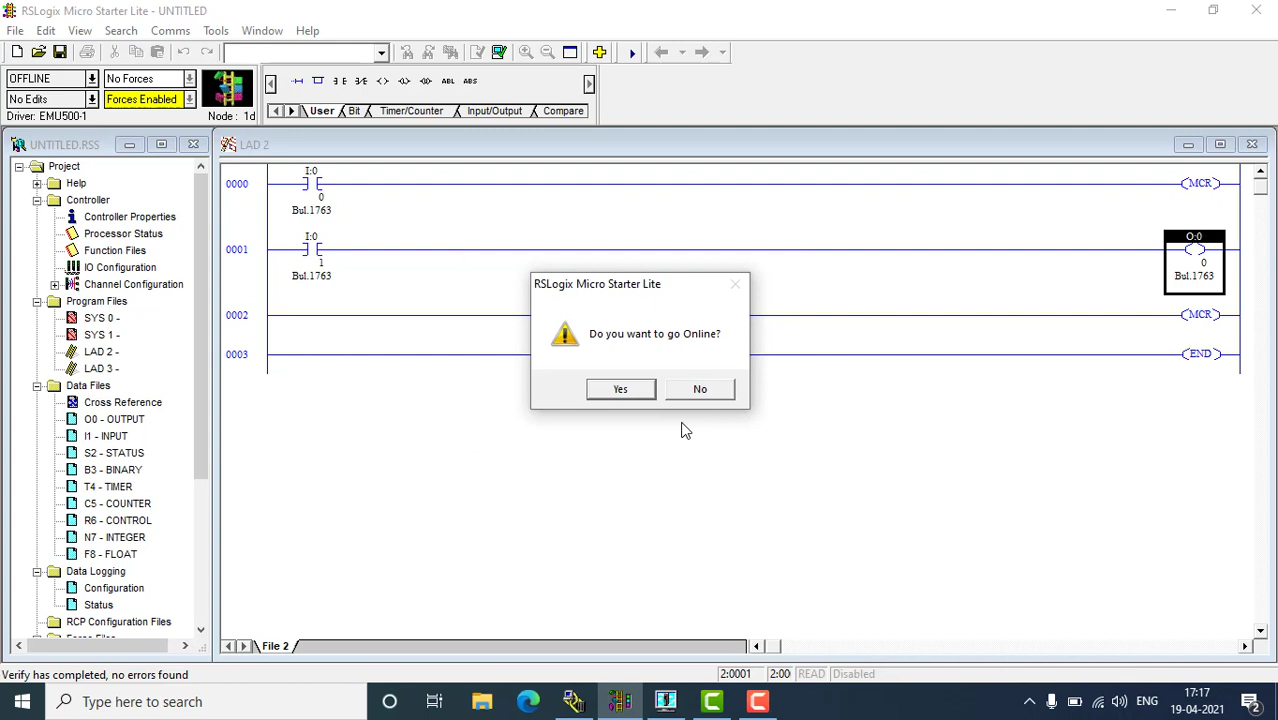 RSLogix Micro Starter Lite - UNTITLED
File Edit View Search Comms Tools Window Help
OFFLINE No Forces
No Edits Forces Enabled
Driver: EMU500-1 Node : 1d
ABL ABS
User Bit Timer/Counter Input/Output Compare
UNTITLED.RSS
Project
Help
Controller
Controller Properties
Processor Status
Function Files
IO Configuration
Channel Configuration
Program Files
SYS 0 -
SYS 1 -
LAD 2 -
LAD 3 -
Data Files
Cross Reference
O0 - OUTPUT
I1 - INPUT
S2 - STATUS
B3 - BINARY
T4 - TIMER
C5 - COUNTER
R6 - CONTROL
N7 - INTEGER
F8 - FLOAT
Data Logging
Configuration
Status
RCP Configuration Files
LAD 2
I:0
0000 MCR
0
Bul.1763
I:0 O:0
0001
1 0
Bul.1763 Bul.1763
0002 MCR
0003 END
RSLogix Micro Starter Lite
Do you want to go Online?
Yes No
File 2
Verify has completed, no errors found 2:0001 2:00 READ Disabled
Type here to search
ENG
17:17
19-04-2021
2